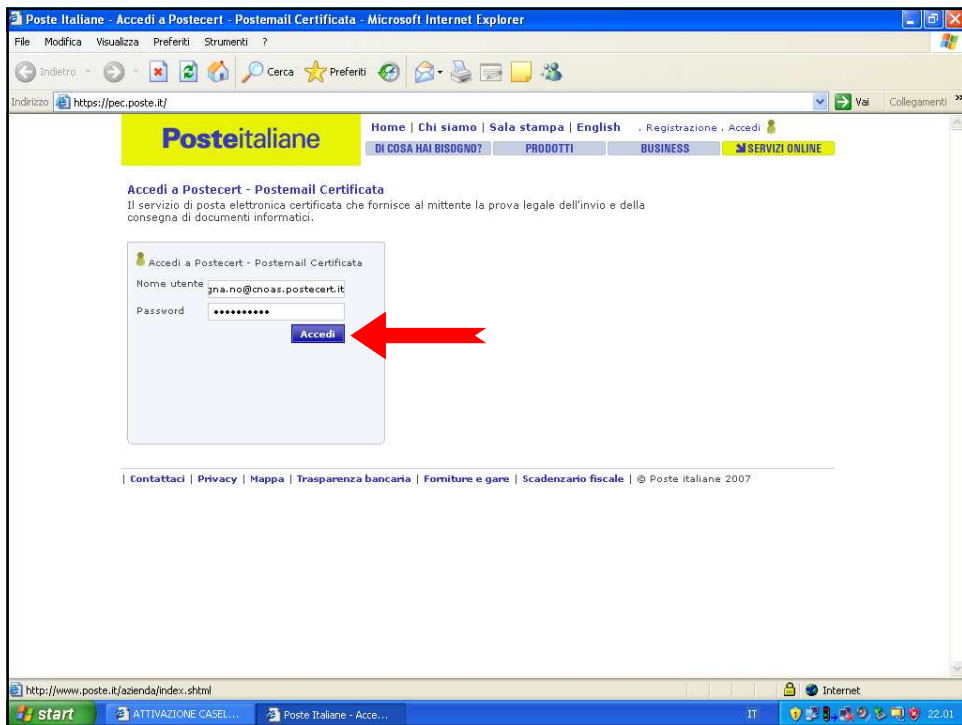 Poste Italiane - Accedi a Postecert - Postemail Certificata - Microsoft Internet Explorer
File Modifica Visualizza Preferiti Strumenti ?
Indietro Cerca Preferiti
Indirizzo https://pec.poste.it/ Vai Collegamenti »
Posteitaliane
Home | Chi siamo | Sala stampa | English . Registrazione . Accedi
DI COSA HAI BISOGNO? PRODOTTI BUSINESS SERVIZI ONLINE
Accedi a Postecert - Postemail Certificata
Il servizio di posta elettronica certificata che fornisce al mittente la prova legale dell'invio e della
consegna di documenti informatici.
Accedi a Postecert - Postemail Certificata
Nome utente gna.no@cnoas.postecert.it
Password ••••••••••
Accedi
| Contattaci | Privacy | Mappa | Trasparenza bancaria | Forniture e gare | Scadenzario fiscale | © Poste italiane 2007
http://www.poste.it/azienda/index.shtml Internet
start ATTIVAZIONE CASEL... Poste Italiane - Acce... IT 22.01